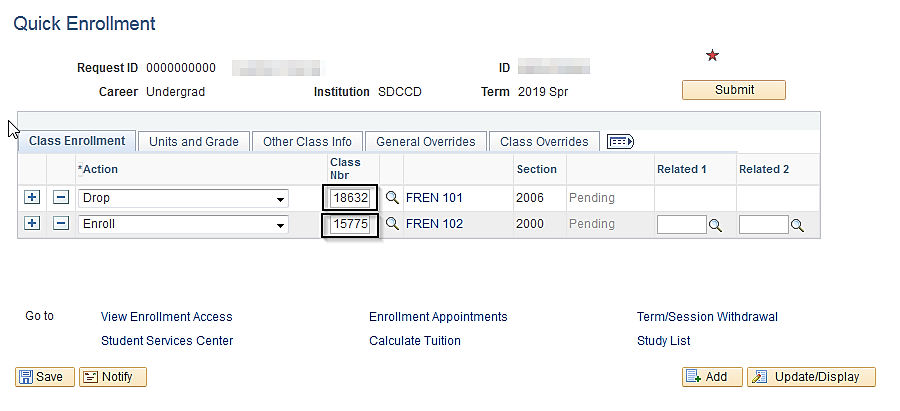 Quick Enrollment
Request ID 0000000000 ID
Career Undergrad Institution SDCCD Term 2019 Spr Submit
Class Enrollment Units and Grade Other Class Info General Overrides Class Overrides
*Action Class Nbr Section Related 1 Related 2
Drop 18632 FREN 101 2006 Pending
Enroll 15775 FREN 102 2000 Pending
Go to View Enrollment Access Enrollment Appointments Term/Session Withdrawal
Student Services Center Calculate Tuition Study List
Save Notify Add Update/Display